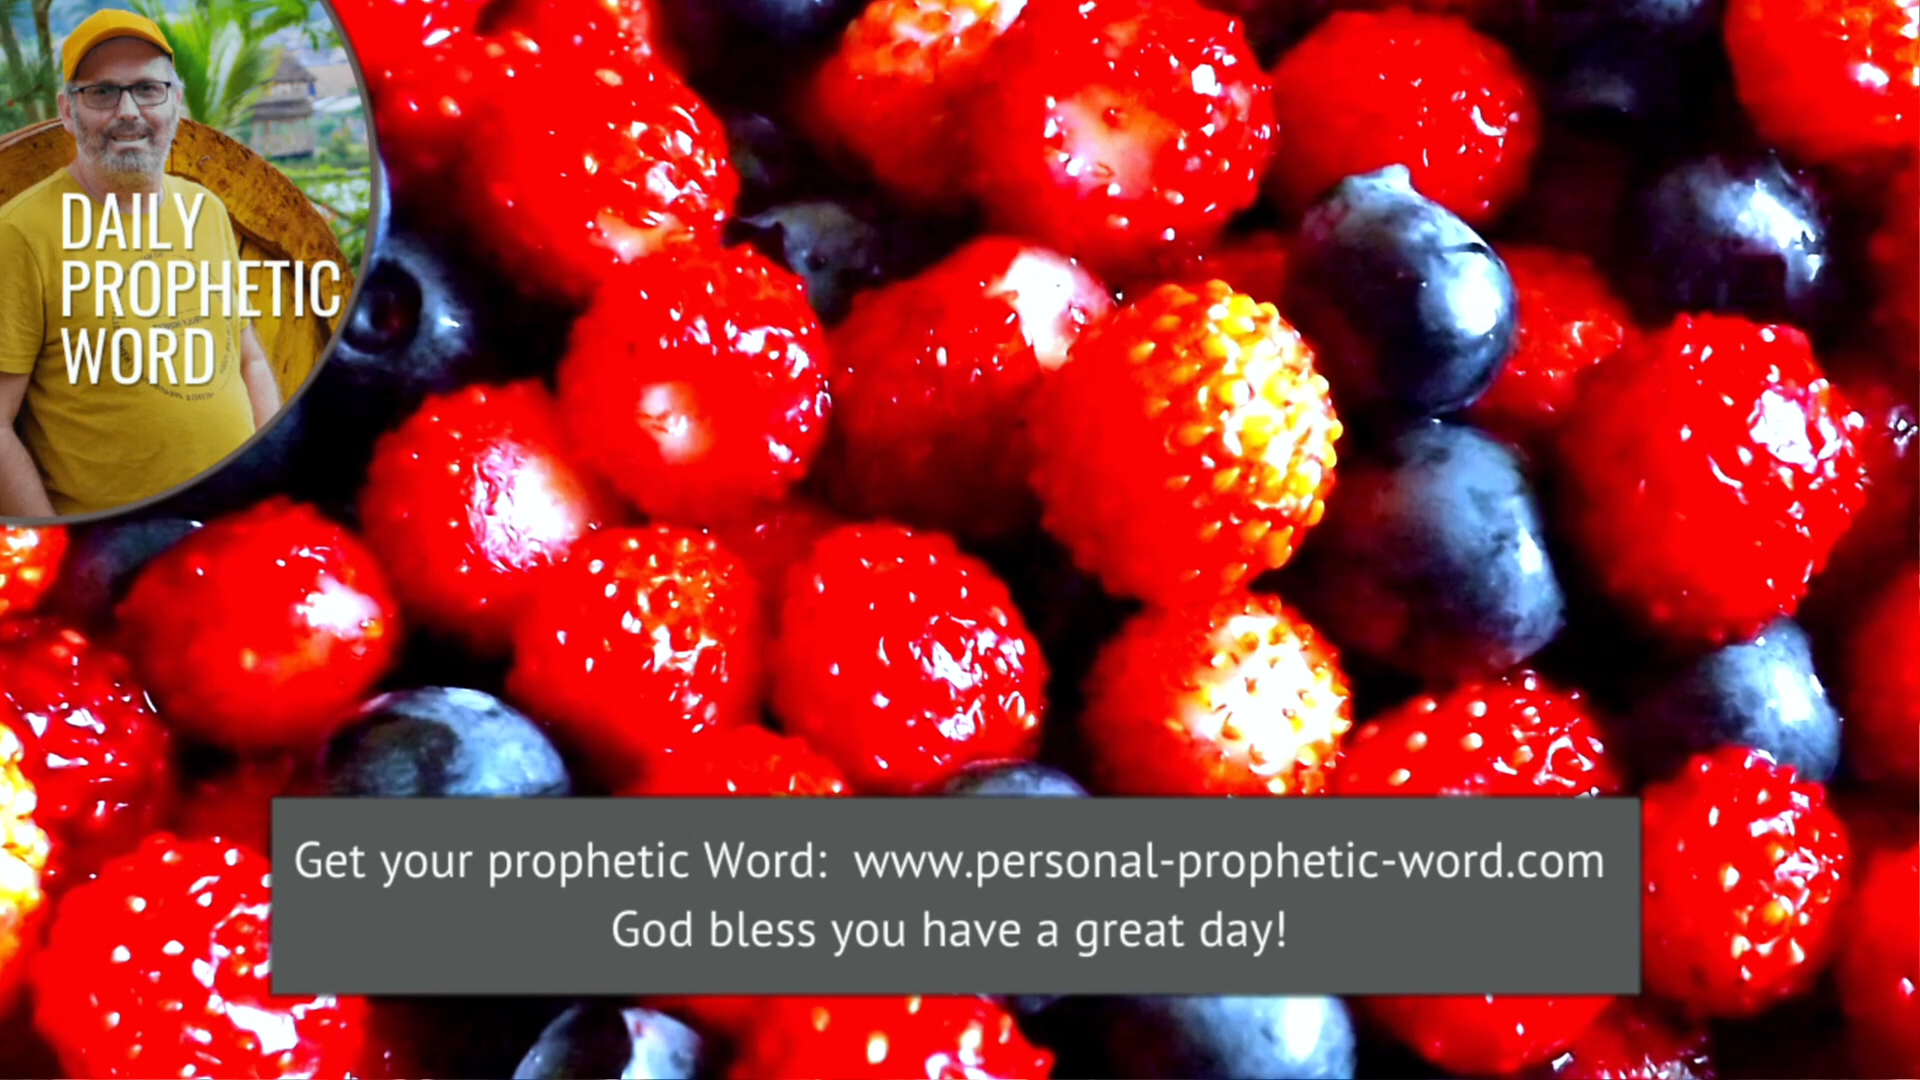 DAILY
PROPHETIC
WORD
Get your prophetic Word:  www.personal-prophetic-word.com
God bless you have a great day!